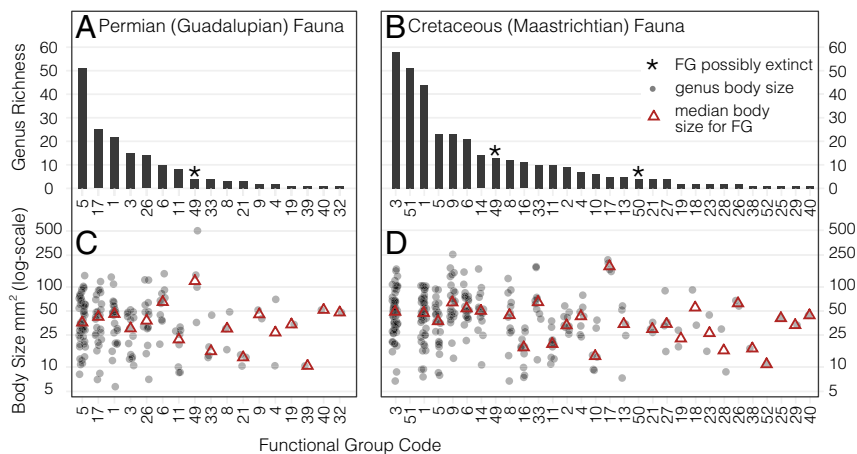 A Permian (Guadalupian) Fauna
B Cretaceous (Maastrichtian) Fauna
Genus Richness
60
50
40
30
20
10
0
*
5 17 1 3 26 6 11 49 33 8 21 9 4 19 39 40 32
* FG possibly extinct
genus body size
median body
size for FG
* *
60
50
40
30
20
10
0
3 51 1 5 9 6 14 49 8 16 33 11 2 4 10 17 13 50 21 27 19 18 23 28 26 38 52 25 29 40
C
D
Body Size mm² (log-scale)
500
250
100
50
25
10
5
5 17 1 3 26 6 11 49 33 8 21 9 4 19 39 40 32
500
250
100
50
25
10
5
3 51 1 5 9 6 14 49 8 16 33 11 2 4 10 17 13 50 21 27 19 18 23 28 26 38 52 25 29 40
Functional Group Code